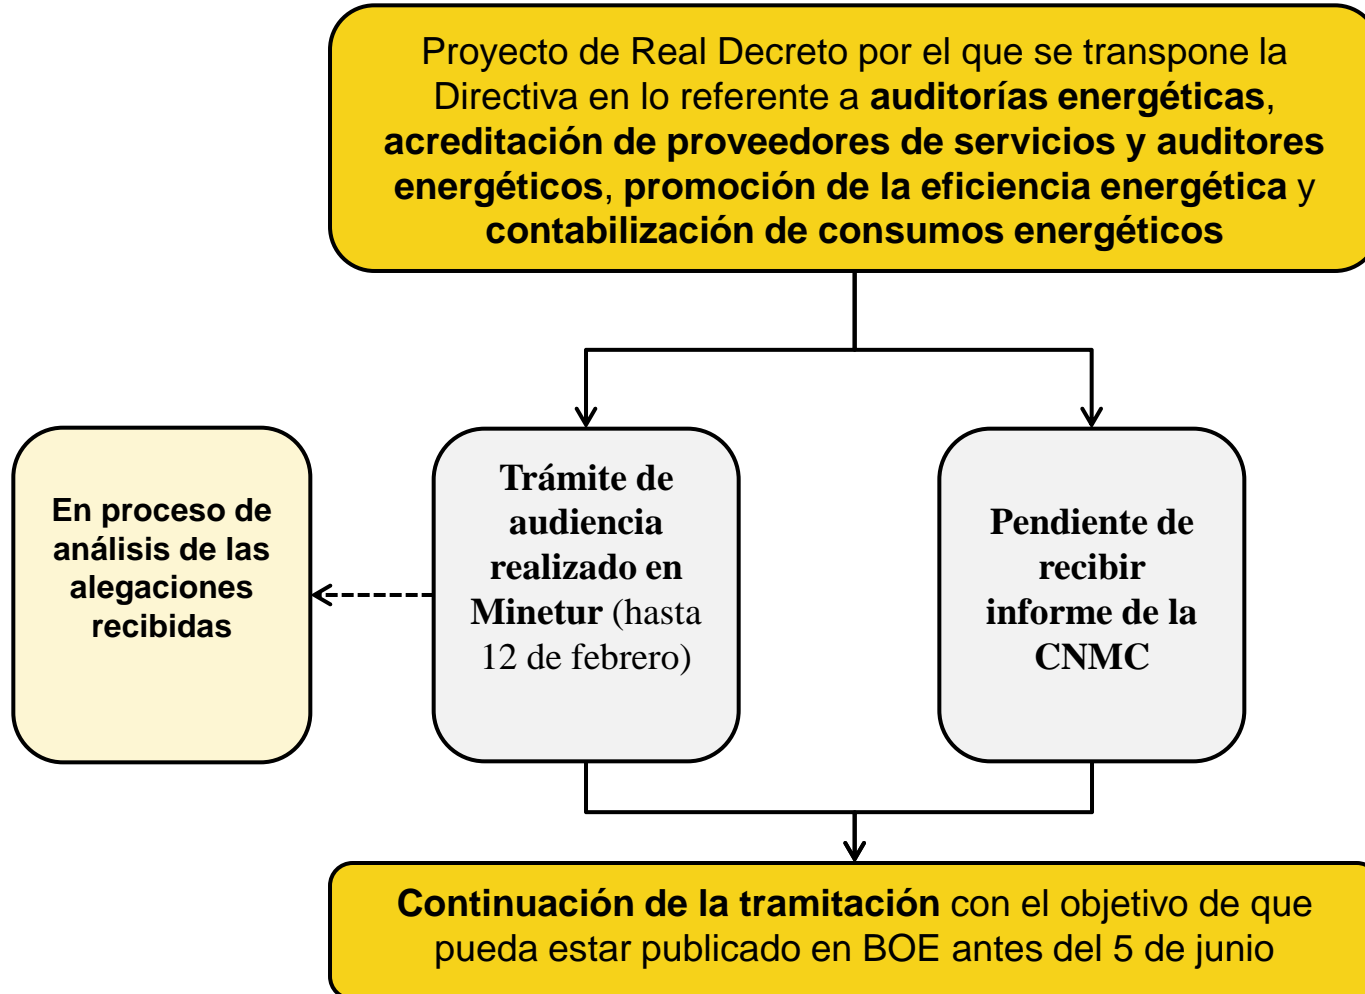 Proyecto de Real Decreto por el que se transpone la
Directiva en lo referente a auditorías energéticas,
acreditación de proveedores de servicios y auditores
energéticos, promoción de la eficiencia energética y
contabilización de consumos energéticos
En proceso de
análisis de las
alegaciones
recibidas
Trámite de
audiencia
realizado en
Minetur (hasta
12 de febrero)
Pendiente de
recibir
informe de la
CNMC
Continuación de la tramitación con el objetivo de que
pueda estar publicado en BOE antes del 5 de junio